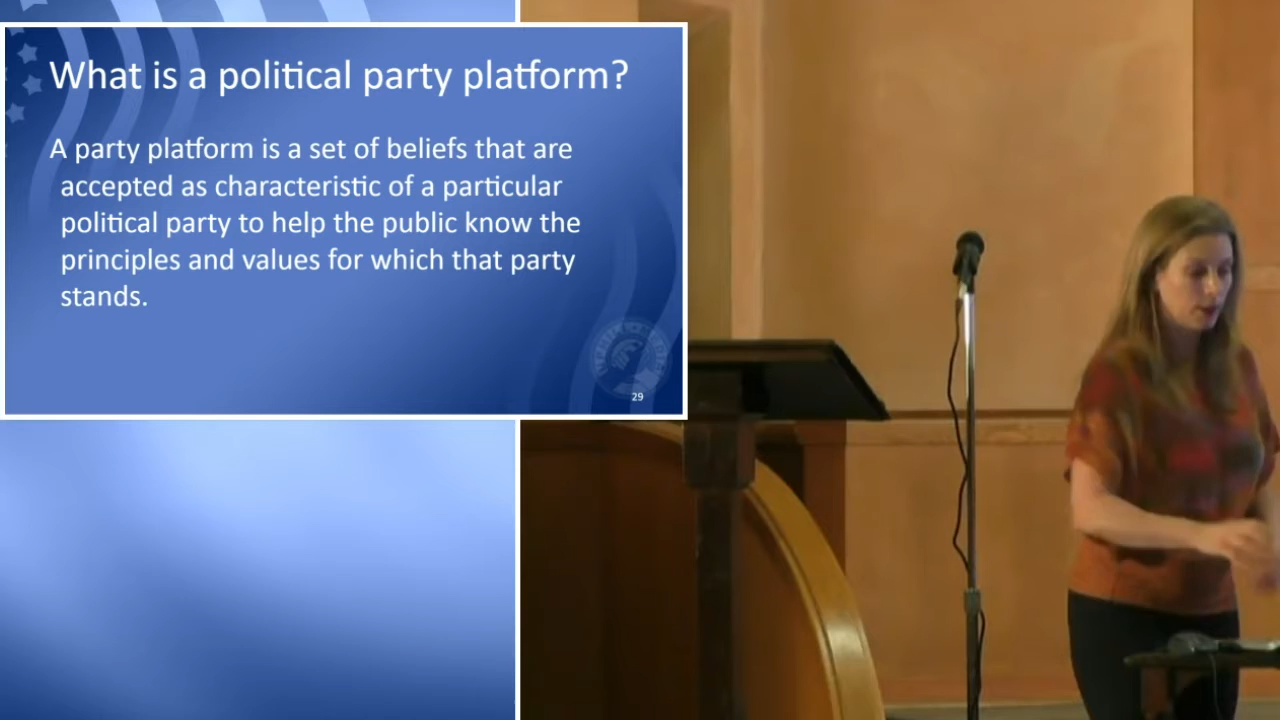 What is a political party platform?
A party platform is a set of beliefs that are
accepted as characteristic of a particular
political party to help the public know the
principles and values for which that party
stands.
29